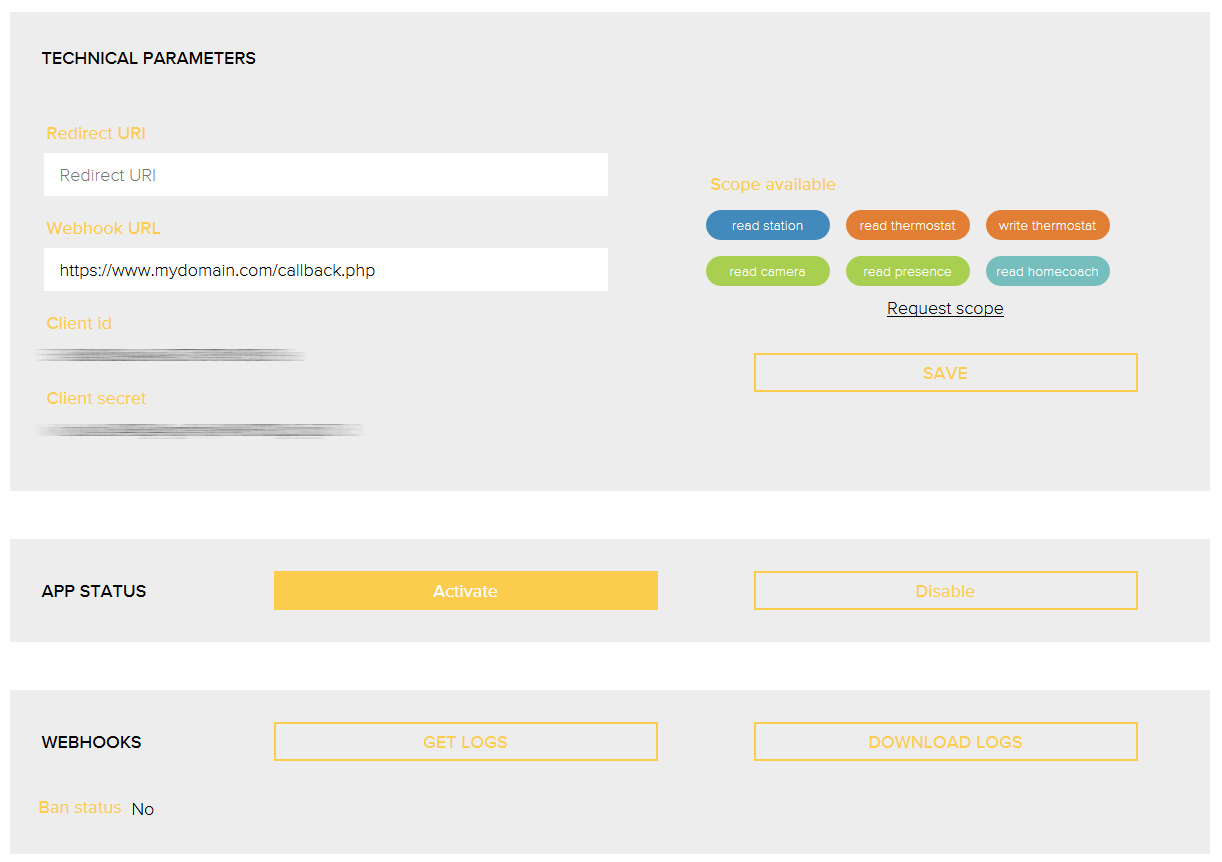 TECHNICAL PARAMETERS
Redirect URI
Redirect URI
Webhook URL
https://www.mydomain.com/callback.php
Client id
Client secret
Scope available
read station read thermostat write thermostat
read camera read presence read homecoach
Request scope
SAVE
APP STATUS Activate Disable
WEBHOOKS GET LOGS DOWNLOAD LOGS
Ban status No